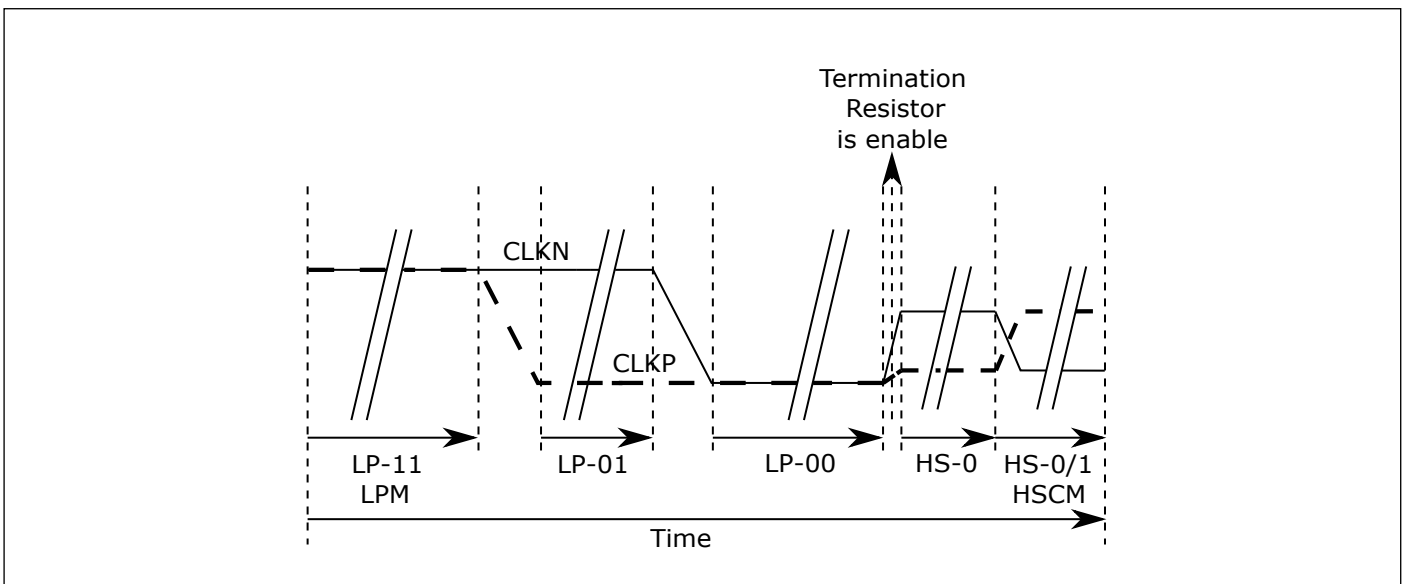 Termination
Resistor
is enable
CLKN
CLKP
LP-11
LPM
LP-01
LP-00
HS-0
HS-0/1
HSCM
Time